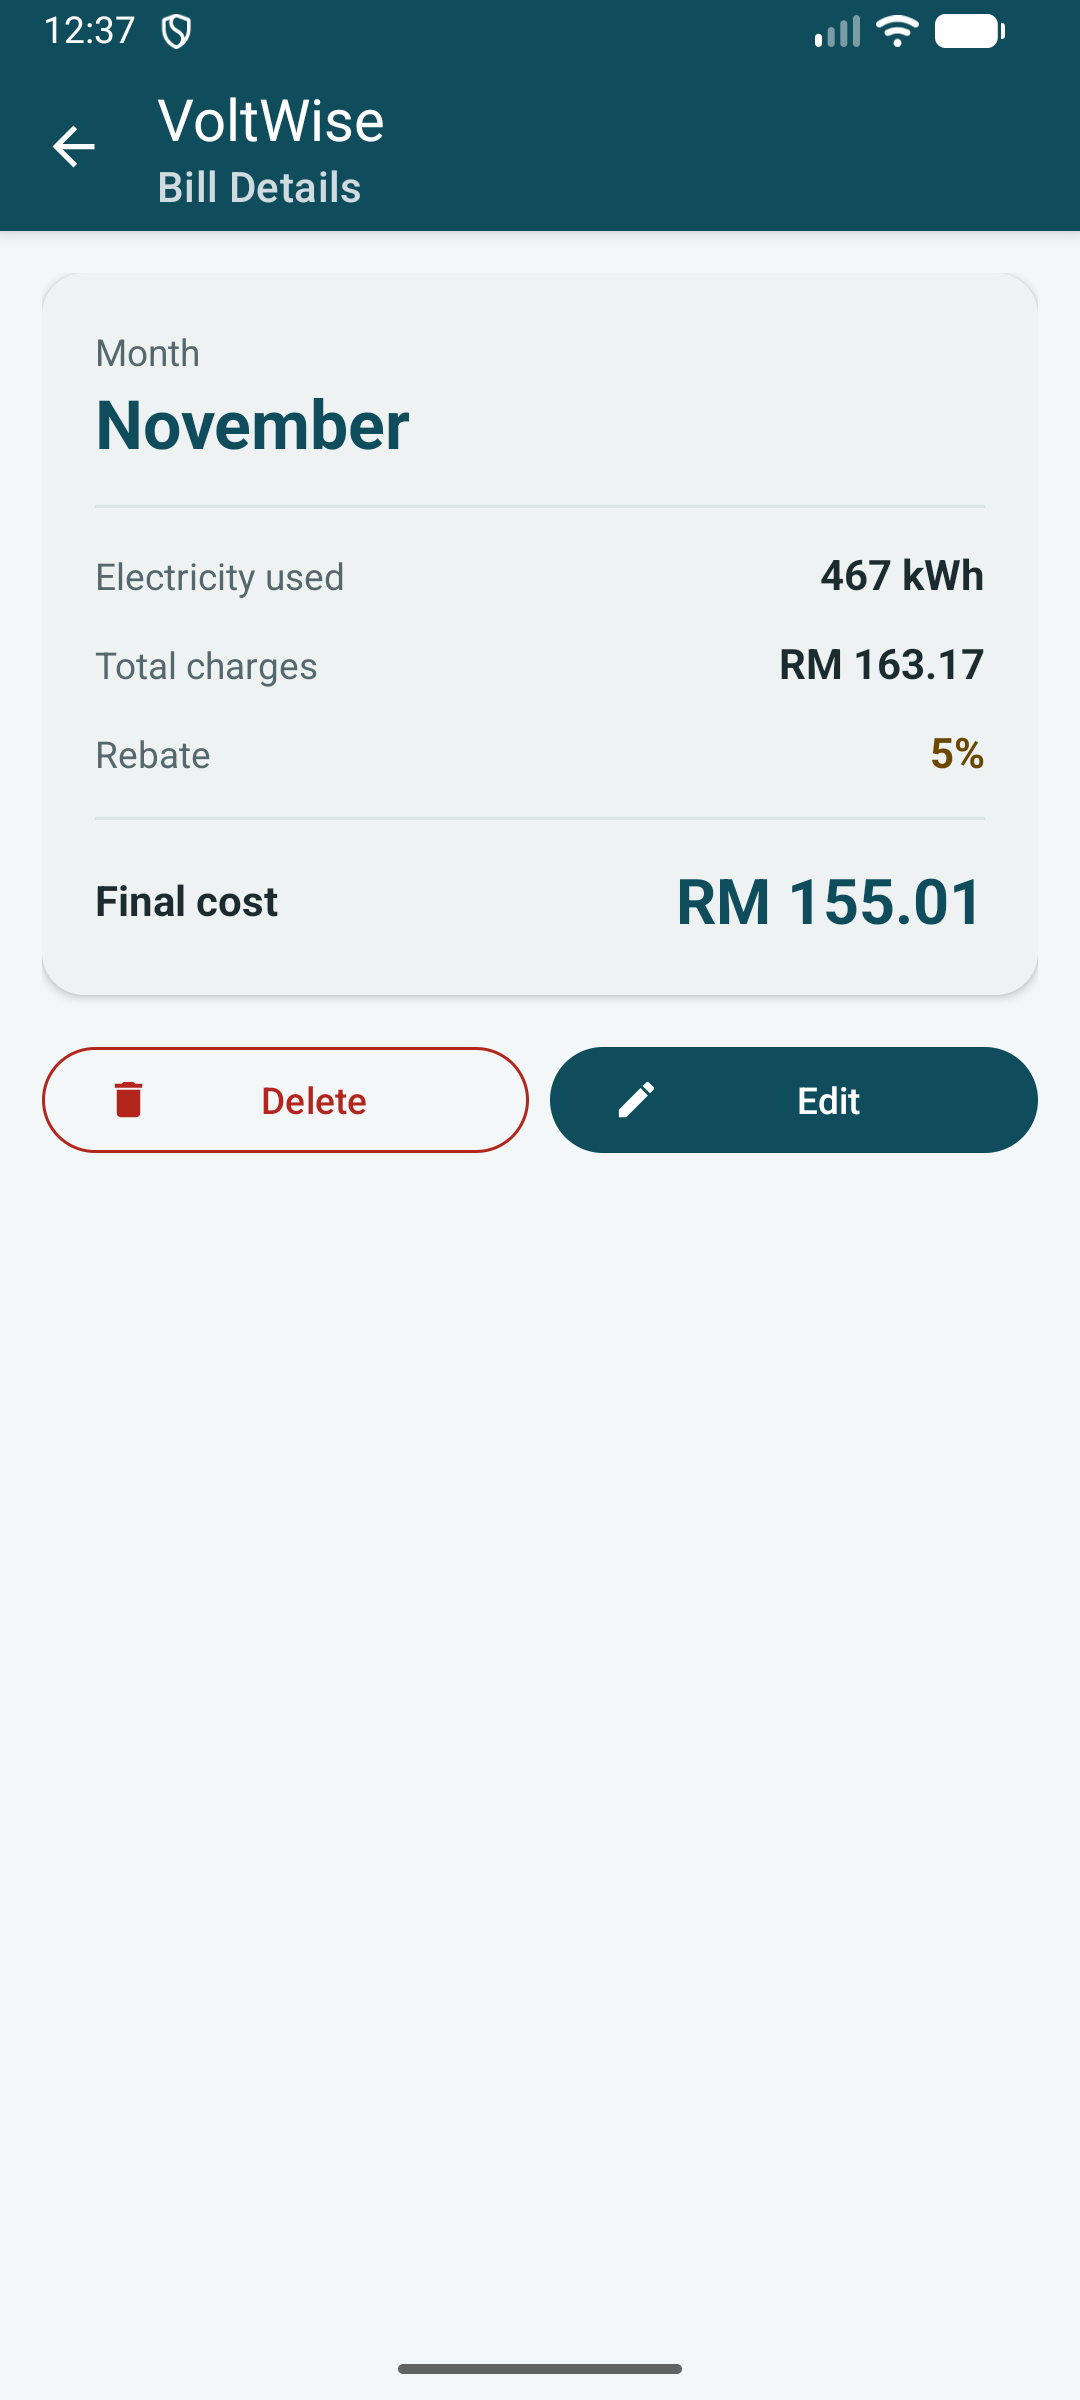 12:37
VoltWise
Bill Details
Month
November
Electricity used 467 kWh
Total charges RM 163.17
Rebate 5%
Final cost RM 155.01
Delete Edit